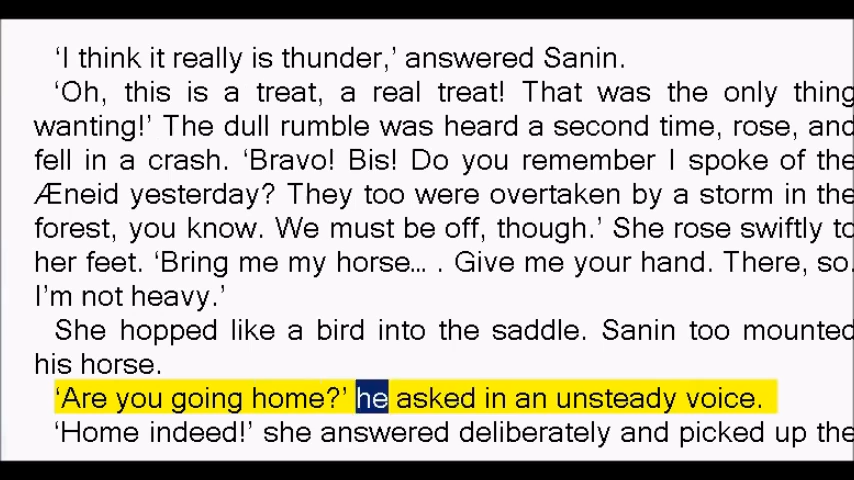 ‘I think it really is thunder,’ answered Sanin.
‘Oh, this is a treat, a real treat! That was the only thing
wanting!’ The dull rumble was heard a second time, rose, and
fell in a crash. ‘Bravo! Bis! Do you remember I spoke of the
Æneid yesterday? They too were overtaken by a storm in the
forest, you know. We must be off, though.’ She rose swiftly to
her feet. ‘Bring me my horse... . Give me your hand. There, so.
I’m not heavy.’
She hopped like a bird into the saddle. Sanin too mounted
his horse.
‘Are you going home?’ he asked in an unsteady voice.
‘Home indeed!’ she answered deliberately and picked up the